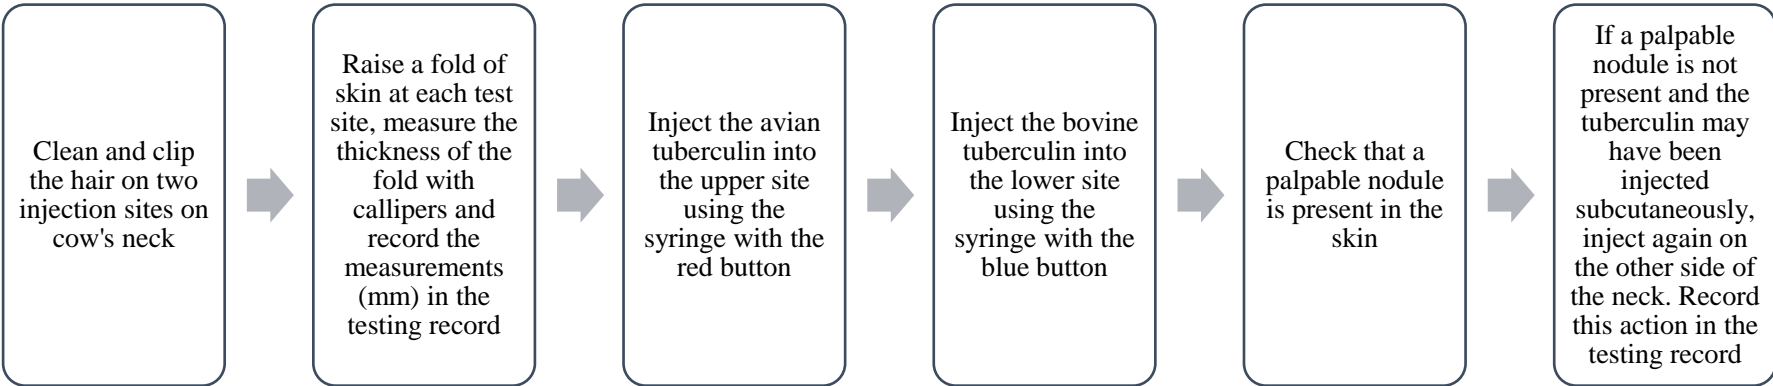 Clean and clip
the hair on two
injection sites on
cow's neck
Raise a fold of
skin at each test
site, measure the
thickness of the
fold with
callipers and
record the
measurements
(mm) in the
testing record
Inject the avian
tuberculin into
the upper site
using the
syringe with the
red button
Inject the bovine
tuberculin into
the lower site
using the
syringe with the
blue button
Check that a
palpable nodule
is present in the
skin
If a palpable
nodule is not
present and the
tuberculin may
have been
injected
subcutaneously,
inject again on
the other side of
the neck. Record
this action in the
testing record